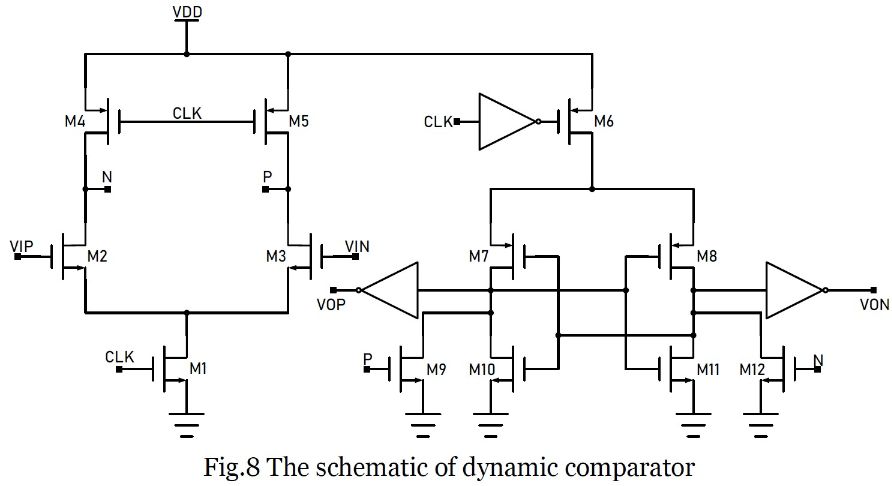 VDD
M4
CLK
M5
CLK
M6
N
P
VIP
M2
M3
VIN
M7
M8
VOP
VON
CLK
M1
P
M9
M10
M11
M12
N
Fig.8 The schematic of dynamic comparator